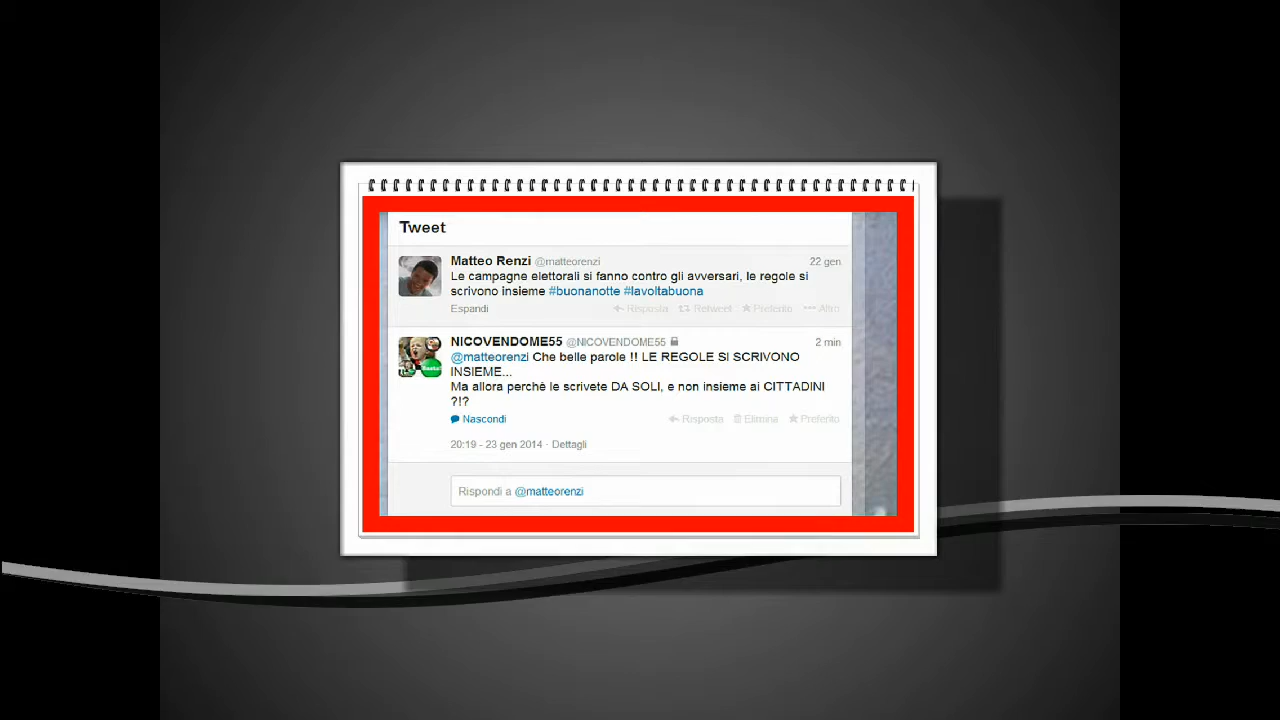 Tweet
Matteo Renzi @matteorenzi 22 gen
Le campagne elettorali si fanno contro gli avversari, le regole si
scrivono insieme #buonanotte #lavoltabuona
Espandi Risposta Retweet Preferito Altro
NICOVENDOME55 @NICOVENDOME55 2 min
@matteorenzi Che belle parole !! LE REGOLE SI SCRIVONO
INSIEME...
Ma allora perchè le scrivete DA SOLI, e non insieme ai CITTADINI
?!?
Nascondi Risposta Elimina Preferito
20:19 - 23 gen 2014 · Dettagli
Rispondi a @matteorenzi